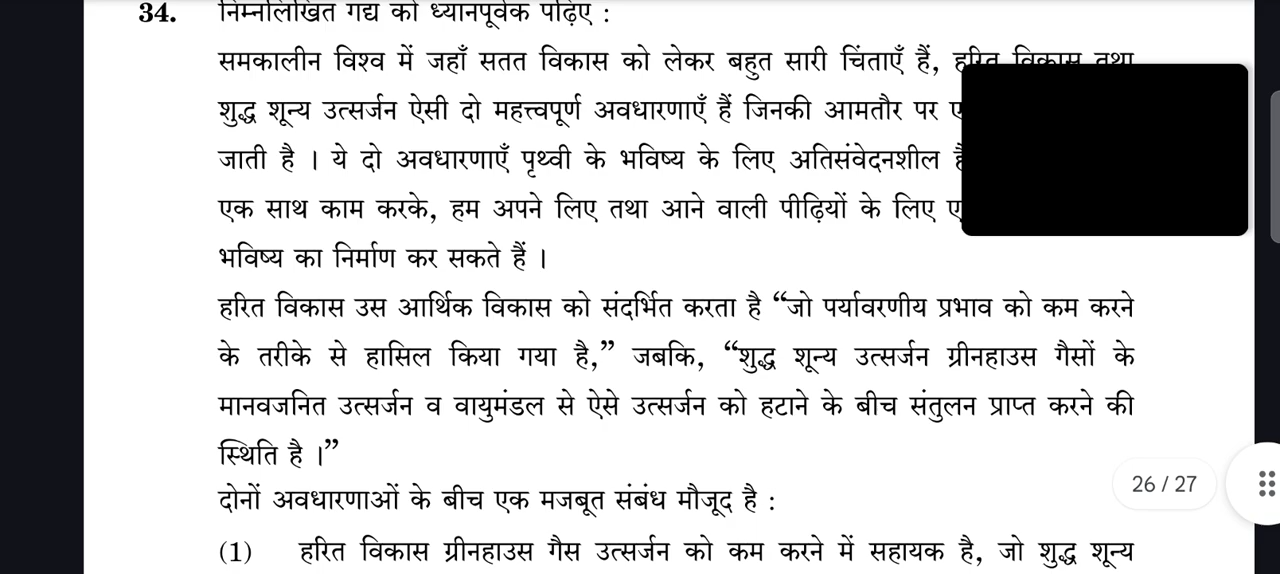 34. निम्नलिखित गद्य को ध्यानपूर्वक पढ़िए :
समकालीन विश्व में जहाँ सतत विकास को लेकर बहुत सारी चिंताएँ हैं, हरित विकास तथा
शुद्ध शून्य उत्सर्जन ऐसी दो महत्त्वपूर्ण अवधारणाएँ हैं जिनकी आमतौर पर
जाती है । ये दो अवधारणाएँ पृथ्वी के भविष्य के लिए अतिसंवेदनशील
एक साथ काम करके, हम अपने लिए तथा आने वाली पीढ़ियों के लिए
भविष्य का निर्माण कर सकते हैं ।
हरित विकास उस आर्थिक विकास को संदर्भित करता है “जो पर्यावरणीय प्रभाव को कम करने
के तरीके से हासिल किया गया है,” जबकि, “शुद्ध शून्य उत्सर्जन ग्रीनहाउस गैसों के
मानवजनित उत्सर्जन व वायुमंडल से ऐसे उत्सर्जन को हटाने के बीच संतुलन प्राप्त करने की
स्थिति है ।”
दोनों अवधारणाओं के बीच एक मजबूत संबंध मौजूद है :
26 / 27
(1) हरित विकास ग्रीनहाउस गैस उत्सर्जन को कम करने में सहायक है, जो शुद्ध शून्य